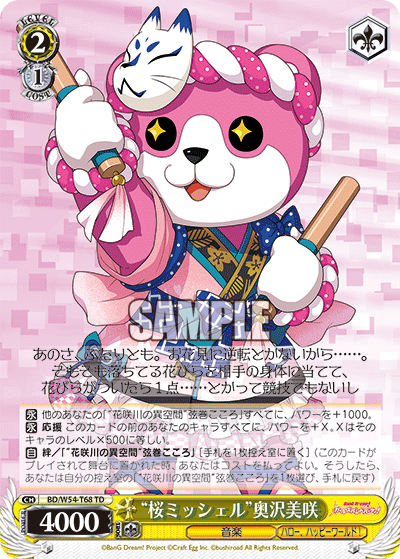 LEVEL
2
1
COST
SAMPLE
あのさ、ふたりとも。お花見に逆転とかないから……。
そもそも落ちてる花びらを相手の身体に当てて、
花びらがついたら１点……とかって競技でもないし
永 他のあなたの「“花咲川の異空間”弦巻こころ」すべてに、パワーを＋1000。
永 応援 このカードの前のあなたのキャラすべてに、パワーを＋X。Xはそのキャラのレベル×500に等しい。
自 絆／「“花咲川の異空間”弦巻こころ」 ［手札を1枚控え室に置く］（このカードがプレイされて舞台に置かれた時、あなたはコストを払ってよい。そうしたら、あなたは自分の控え室の「“花咲川の異空間”弦巻こころ」を1枚選び、手札に戻す）
CH BD/W54-T68 TD
“桜ミッシェル”奥沢美咲
4000
音楽
ハロー、ハッピーワールド！
©BanG Dream! Project ©Craft Egg Inc. ©bushiroad All Rights Reserved.